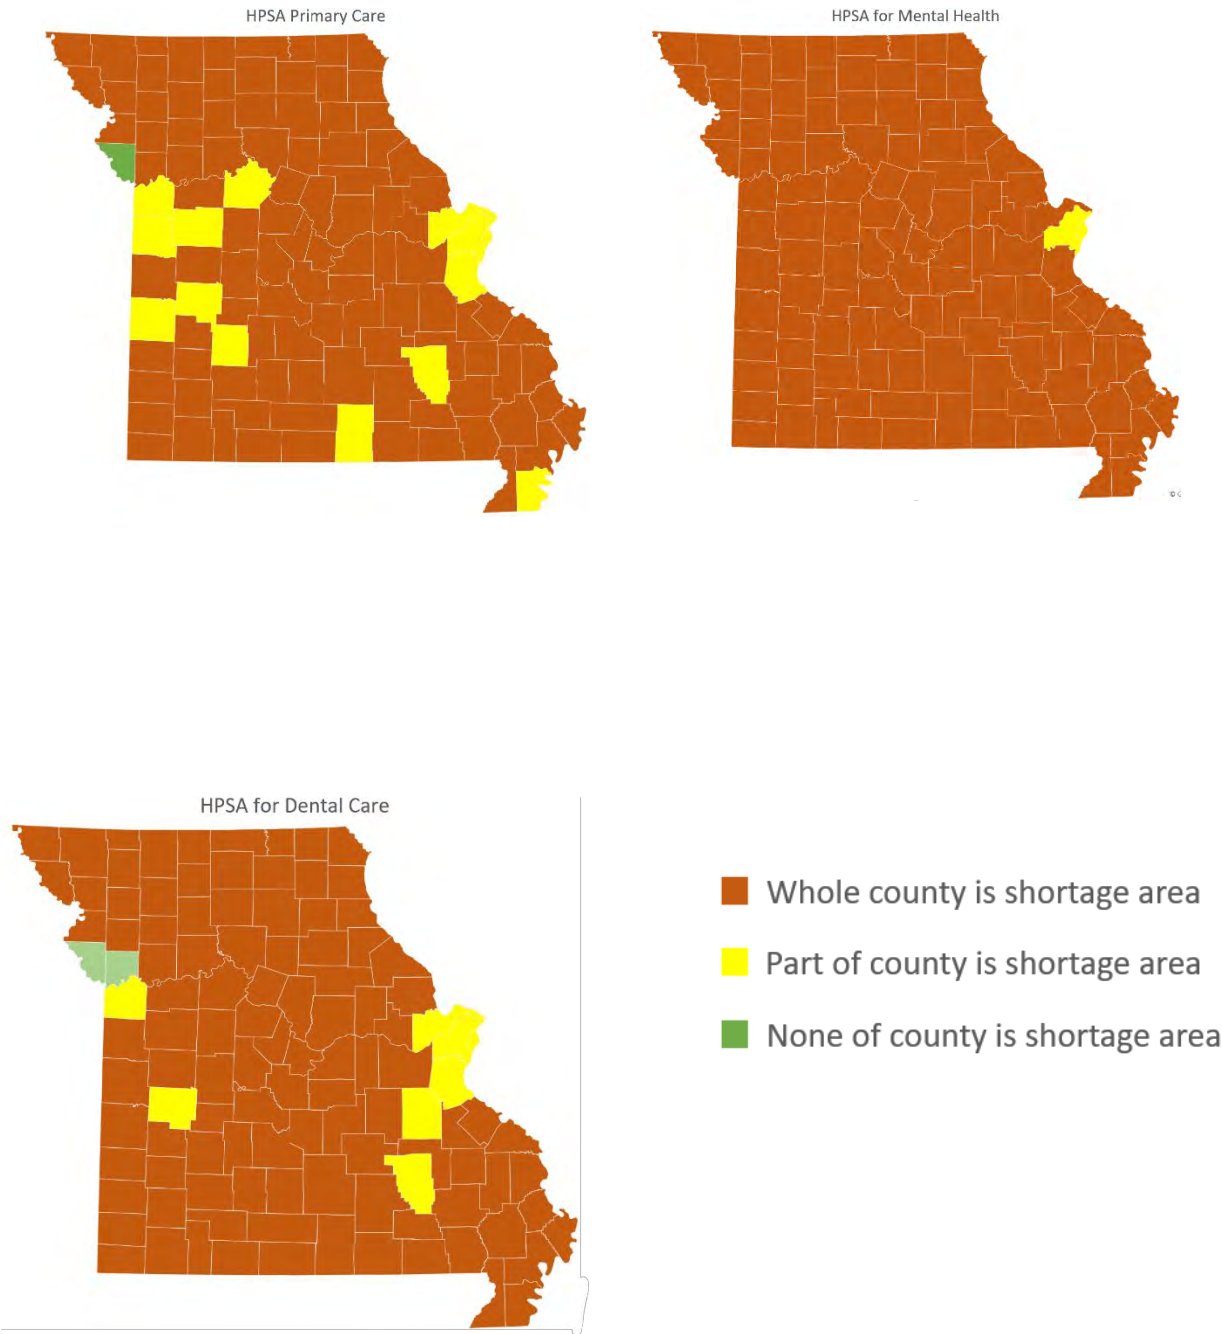 HPSA Primary Care
HPSA for Mental Health
HPSA for Dental Care
Whole county is shortage area
Part of county is shortage area
None of county is shortage area